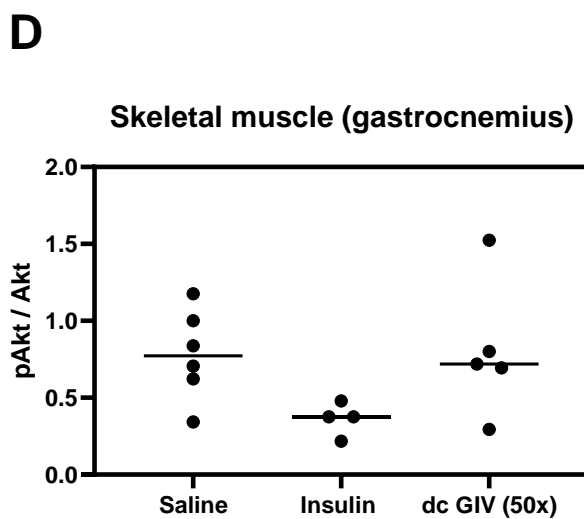 D
Skeletal muscle (gastrocnemius)
2.0
1.5
1.0
0.5
0.0
pAkt / Akt
Saline
Insulin
dc GIV (50x)